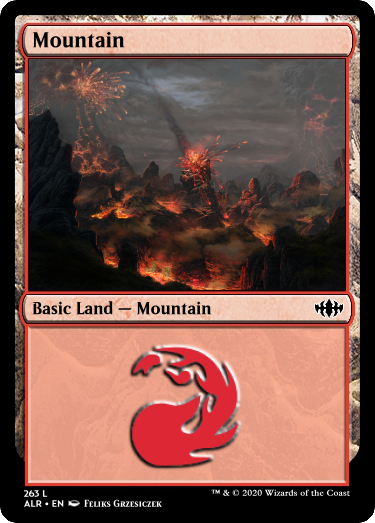 Mountain
Basic Land — Mountain
263 L
ALR • EN Feliks Grzesiczek
™ & © 2020 Wizards of the Coast